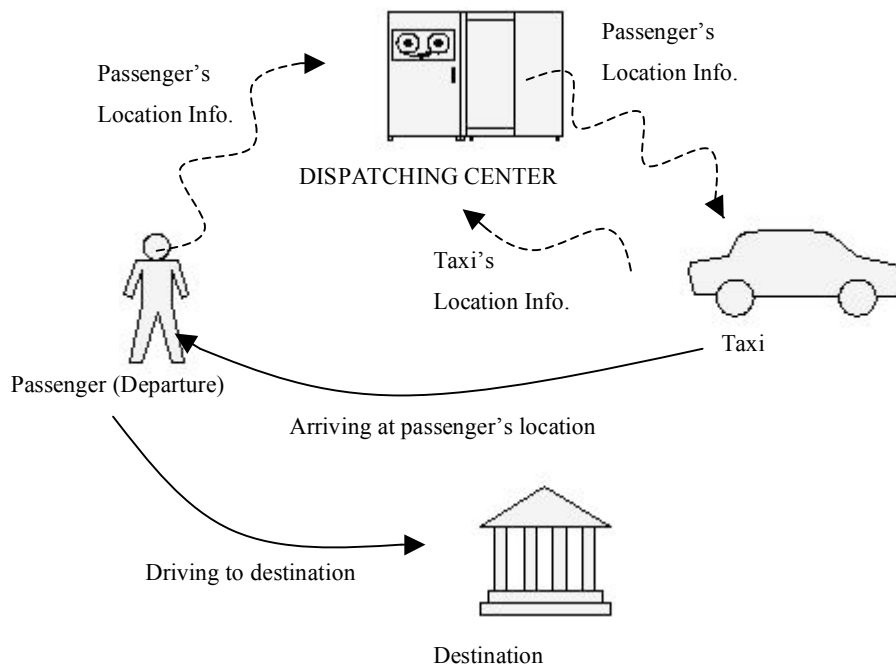 Passenger's
Location Info.
Passenger's
Location Info.
DISPATCHING CENTER
Taxi's
Location Info.
Taxi
Passenger (Departure)
Arriving at passenger's location
Driving to destination
Destination